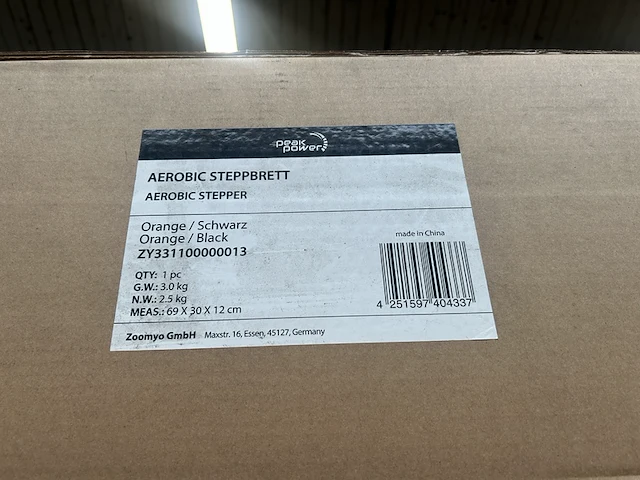 peak
power
AEROBIC STEPPBRETT
AEROBIC STEPPER
Orange / Schwarz
Orange / Black
ZY331100000013
QTY: 1 pc
G.W.: 3.0 kg
N.W.: 2.5 kg
MEAS.: 69 X 30 X 12 cm
made in China
4 251597 404337
Zoomyo GmbH Maxstr. 16, Essen, 45127, Germany